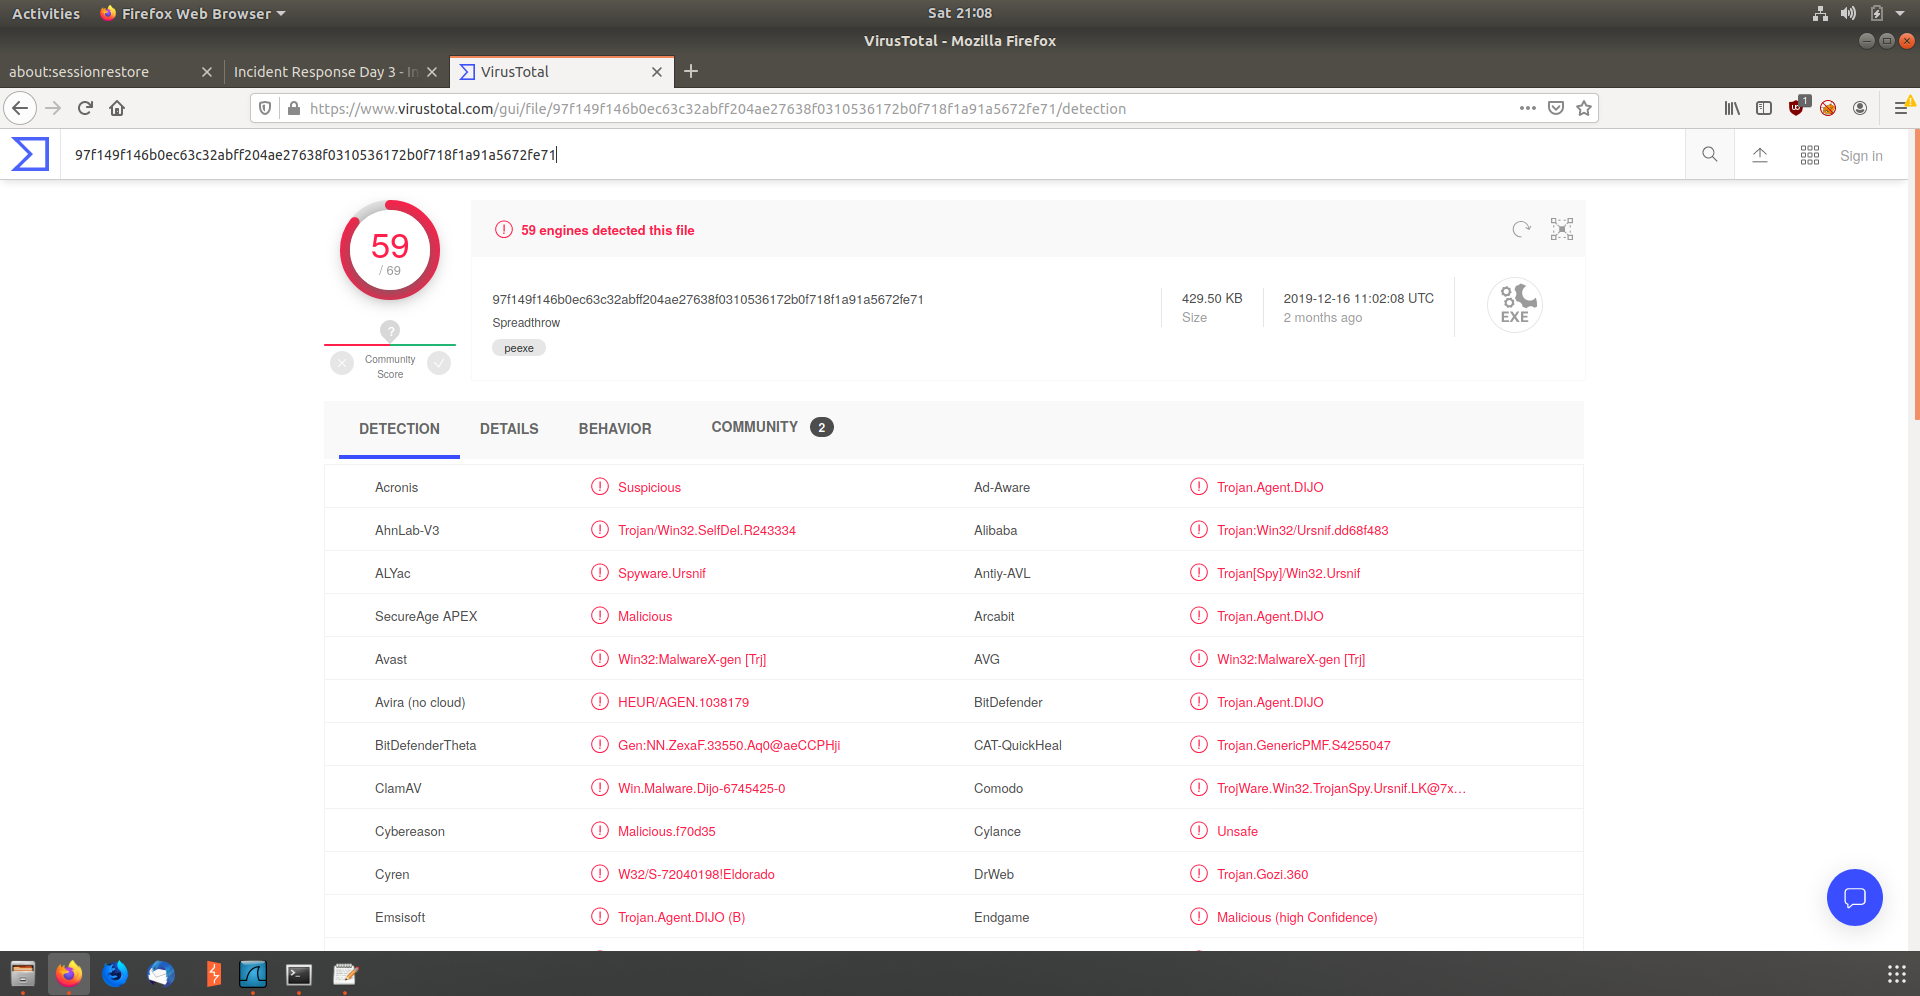 Activities Firefox Web Browser Sat 21:08
VirusTotal - Mozilla Firefox
about:sessionrestore Incident Response Day 3 - In VirusTotal
https://www.virustotal.com/gui/file/97f149f146b0ec63c32abff204ae27638f0310536172b0f718f1a91a5672fe71/detection 1
97f149f146b0ec63c32abff204ae27638f0310536172b0f718f1a91a5672fe71 Sign in
59
/ 69
59 engines detected this file
97f149f146b0ec63c32abff204ae27638f0310536172b0f718f1a91a5672fe71
Spreadthrow
peexe
429.50 KB
Size
2019-12-16 11:02:08 UTC
2 months ago
EXE
?
Community
Score
DETECTION DETAILS BEHAVIOR COMMUNITY 2
Acronis Suspicious Ad-Aware Trojan.Agent.DIJO
AhnLab-V3 Trojan/Win32.SelfDel.R243334 Alibaba Trojan:Win32/Ursnif.dd68f483
ALYac Spyware.Ursnif Antiy-AVL Trojan[Spy]/Win32.Ursnif
SecureAge APEX Malicious Arcabit Trojan.Agent.DIJO
Avast Win32:MalwareX-gen [Trj] AVG Win32:MalwareX-gen [Trj]
Avira (no cloud) HEUR/AGEN.1038179 BitDefender Trojan.Agent.DIJO
BitDefenderTheta Gen:NN.ZexaF.33550.Aq0@aeCCPHji CAT-QuickHeal Trojan.GenericPMF.S4255047
ClamAV Win.Malware.Dijo-6745425-0 Comodo TrojWare.Win32.TrojanSpy.Ursnif.LK@7x…
Cybereason Malicious.f70d35 Cylance Unsafe
Cyren W32/S-72040198!Eldorado DrWeb Trojan.Gozi.360
Emsisoft Trojan.Agent.DIJO (B) Endgame Malicious (high Confidence)